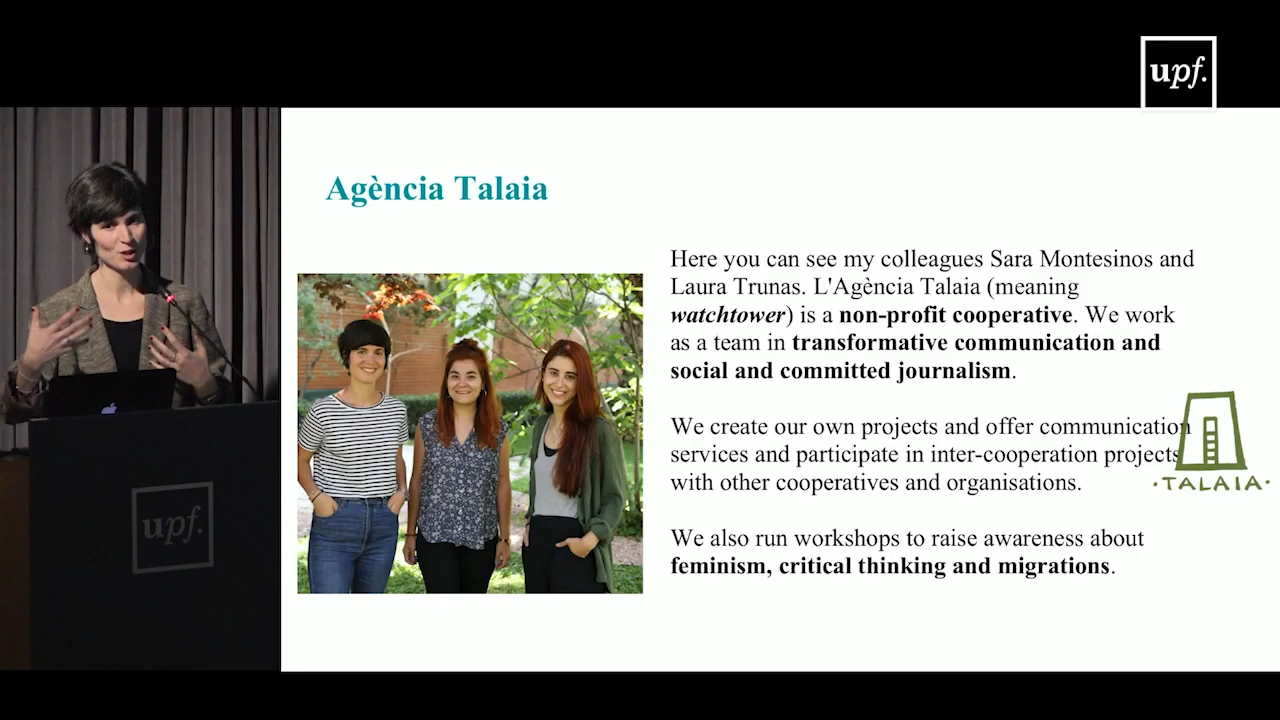 upf.
Agència Talaia
Here you can see my colleagues Sara Montesinos and
Laura Trunas. L'Agència Talaia (meaning
watchtower) is a non-profit cooperative. We work
as a team in transformative communication and
social and committed journalism.
We create our own projects and offer communication
services and participate in inter-cooperation projects
with other cooperatives and organisations.
·TALAIA·
We also run workshops to raise awareness about
feminism, critical thinking and migrations.
upf.